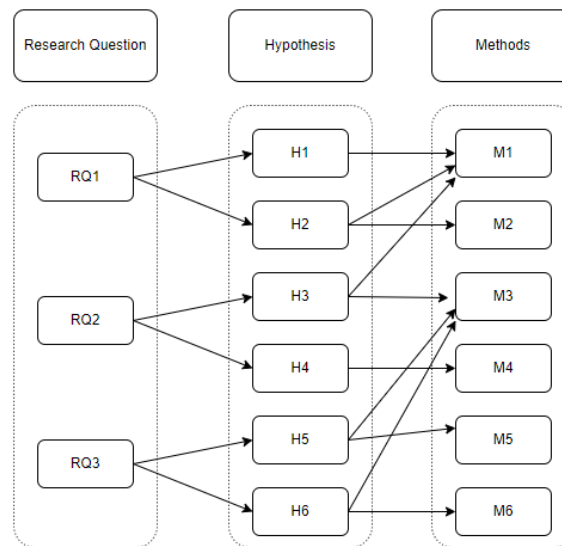 Research Question
Hypothesis
Methods
RQ1
RQ2
RQ3
H1
H2
H3
H4
H5
H6
M1
M2
M3
M4
M5
M6